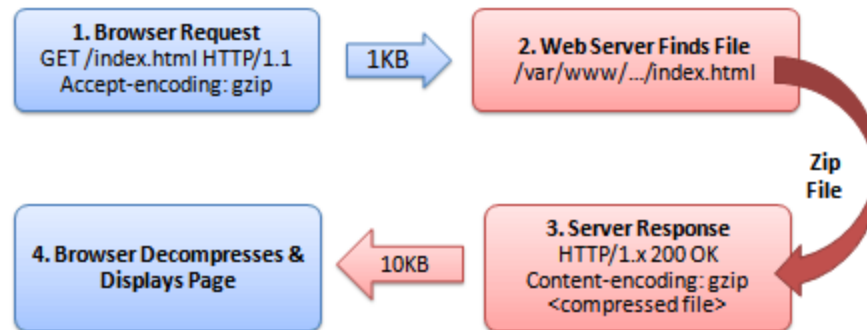 1. Browser Request
GET /index.html HTTP/1.1
Accept-encoding: gzip
1KB
2. Web Server Finds File
/var/www/.../index.html
Zip
File
3. Server Response
HTTP/1.x 200 OK
Content-encoding: gzip
<compressed file>
10KB
4. Browser Decompresses &
Displays Page